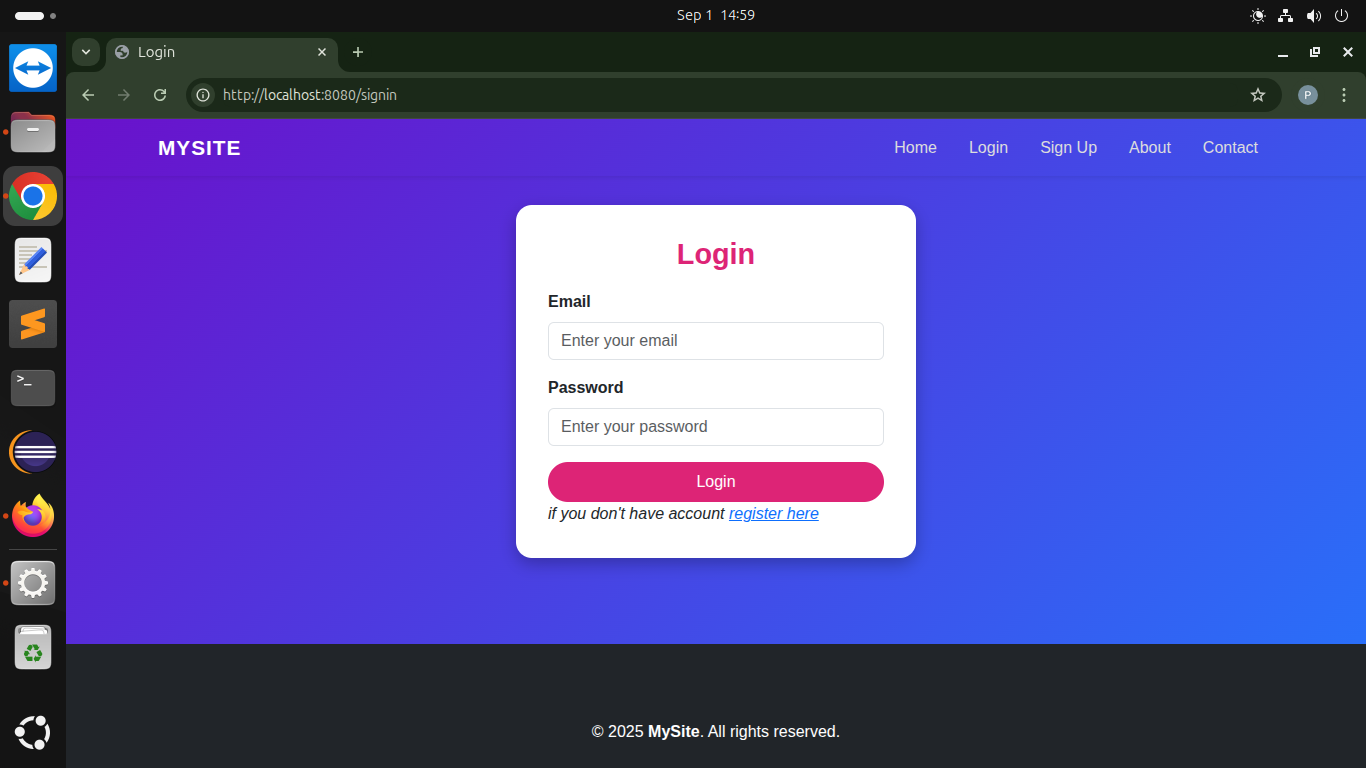 Sep 1 14:59
Login
http://localhost:8080/signin
P
MYSITE
Home Login Sign Up About Contact
Login
Email
Enter your email
Password
Enter your password
Login
if you don't have account register here
© 2025 MySite. All rights reserved.
>_